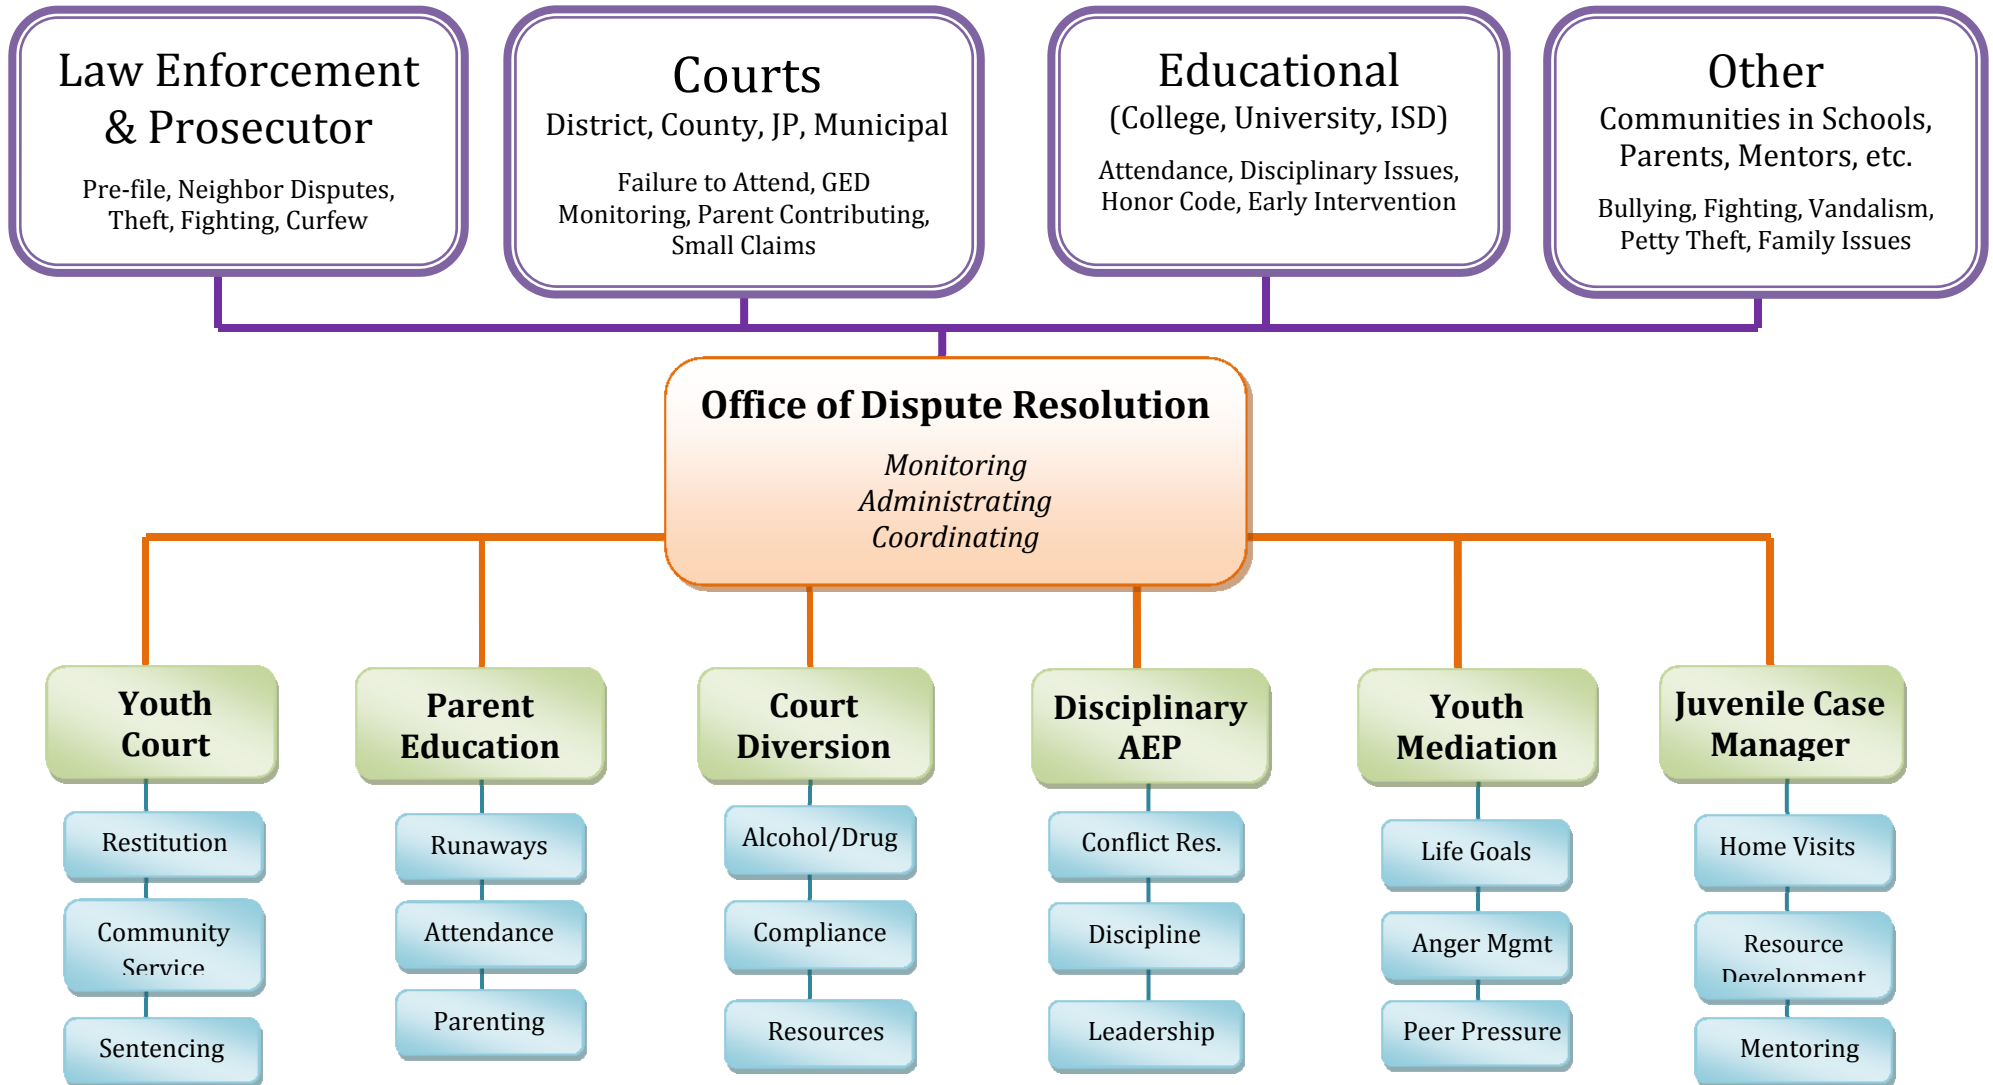 Law Enforcement
& Prosecutor
Pre-file, Neighbor Disputes,
Theft, Fighting, Curfew
Courts
District, County, JP, Municipal
Failure to Attend, GED
Monitoring, Parent Contributing,
Small Claims
Educational
(College, University, ISD)
Attendance, Disciplinary Issues,
Honor Code, Early Intervention
Other
Communities in Schools,
Parents, Mentors, etc.
Bullying, Fighting, Vandalism,
Petty Theft, Family Issues
Office of Dispute Resolution
Monitoring
Administrating
Coordinating
Youth
Court
Restitution
Community
Service
Sentencing
Parent
Education
Runaways
Attendance
Parenting
Court
Diversion
Alcohol/Drug
Compliance
Resources
Disciplinary
AEP
Conflict Res.
Discipline
Leadership
Youth
Mediation
Life Goals
Anger Mgmt
Peer Pressure
Juvenile Case
Manager
Home Visits
Resource
Development
Mentoring